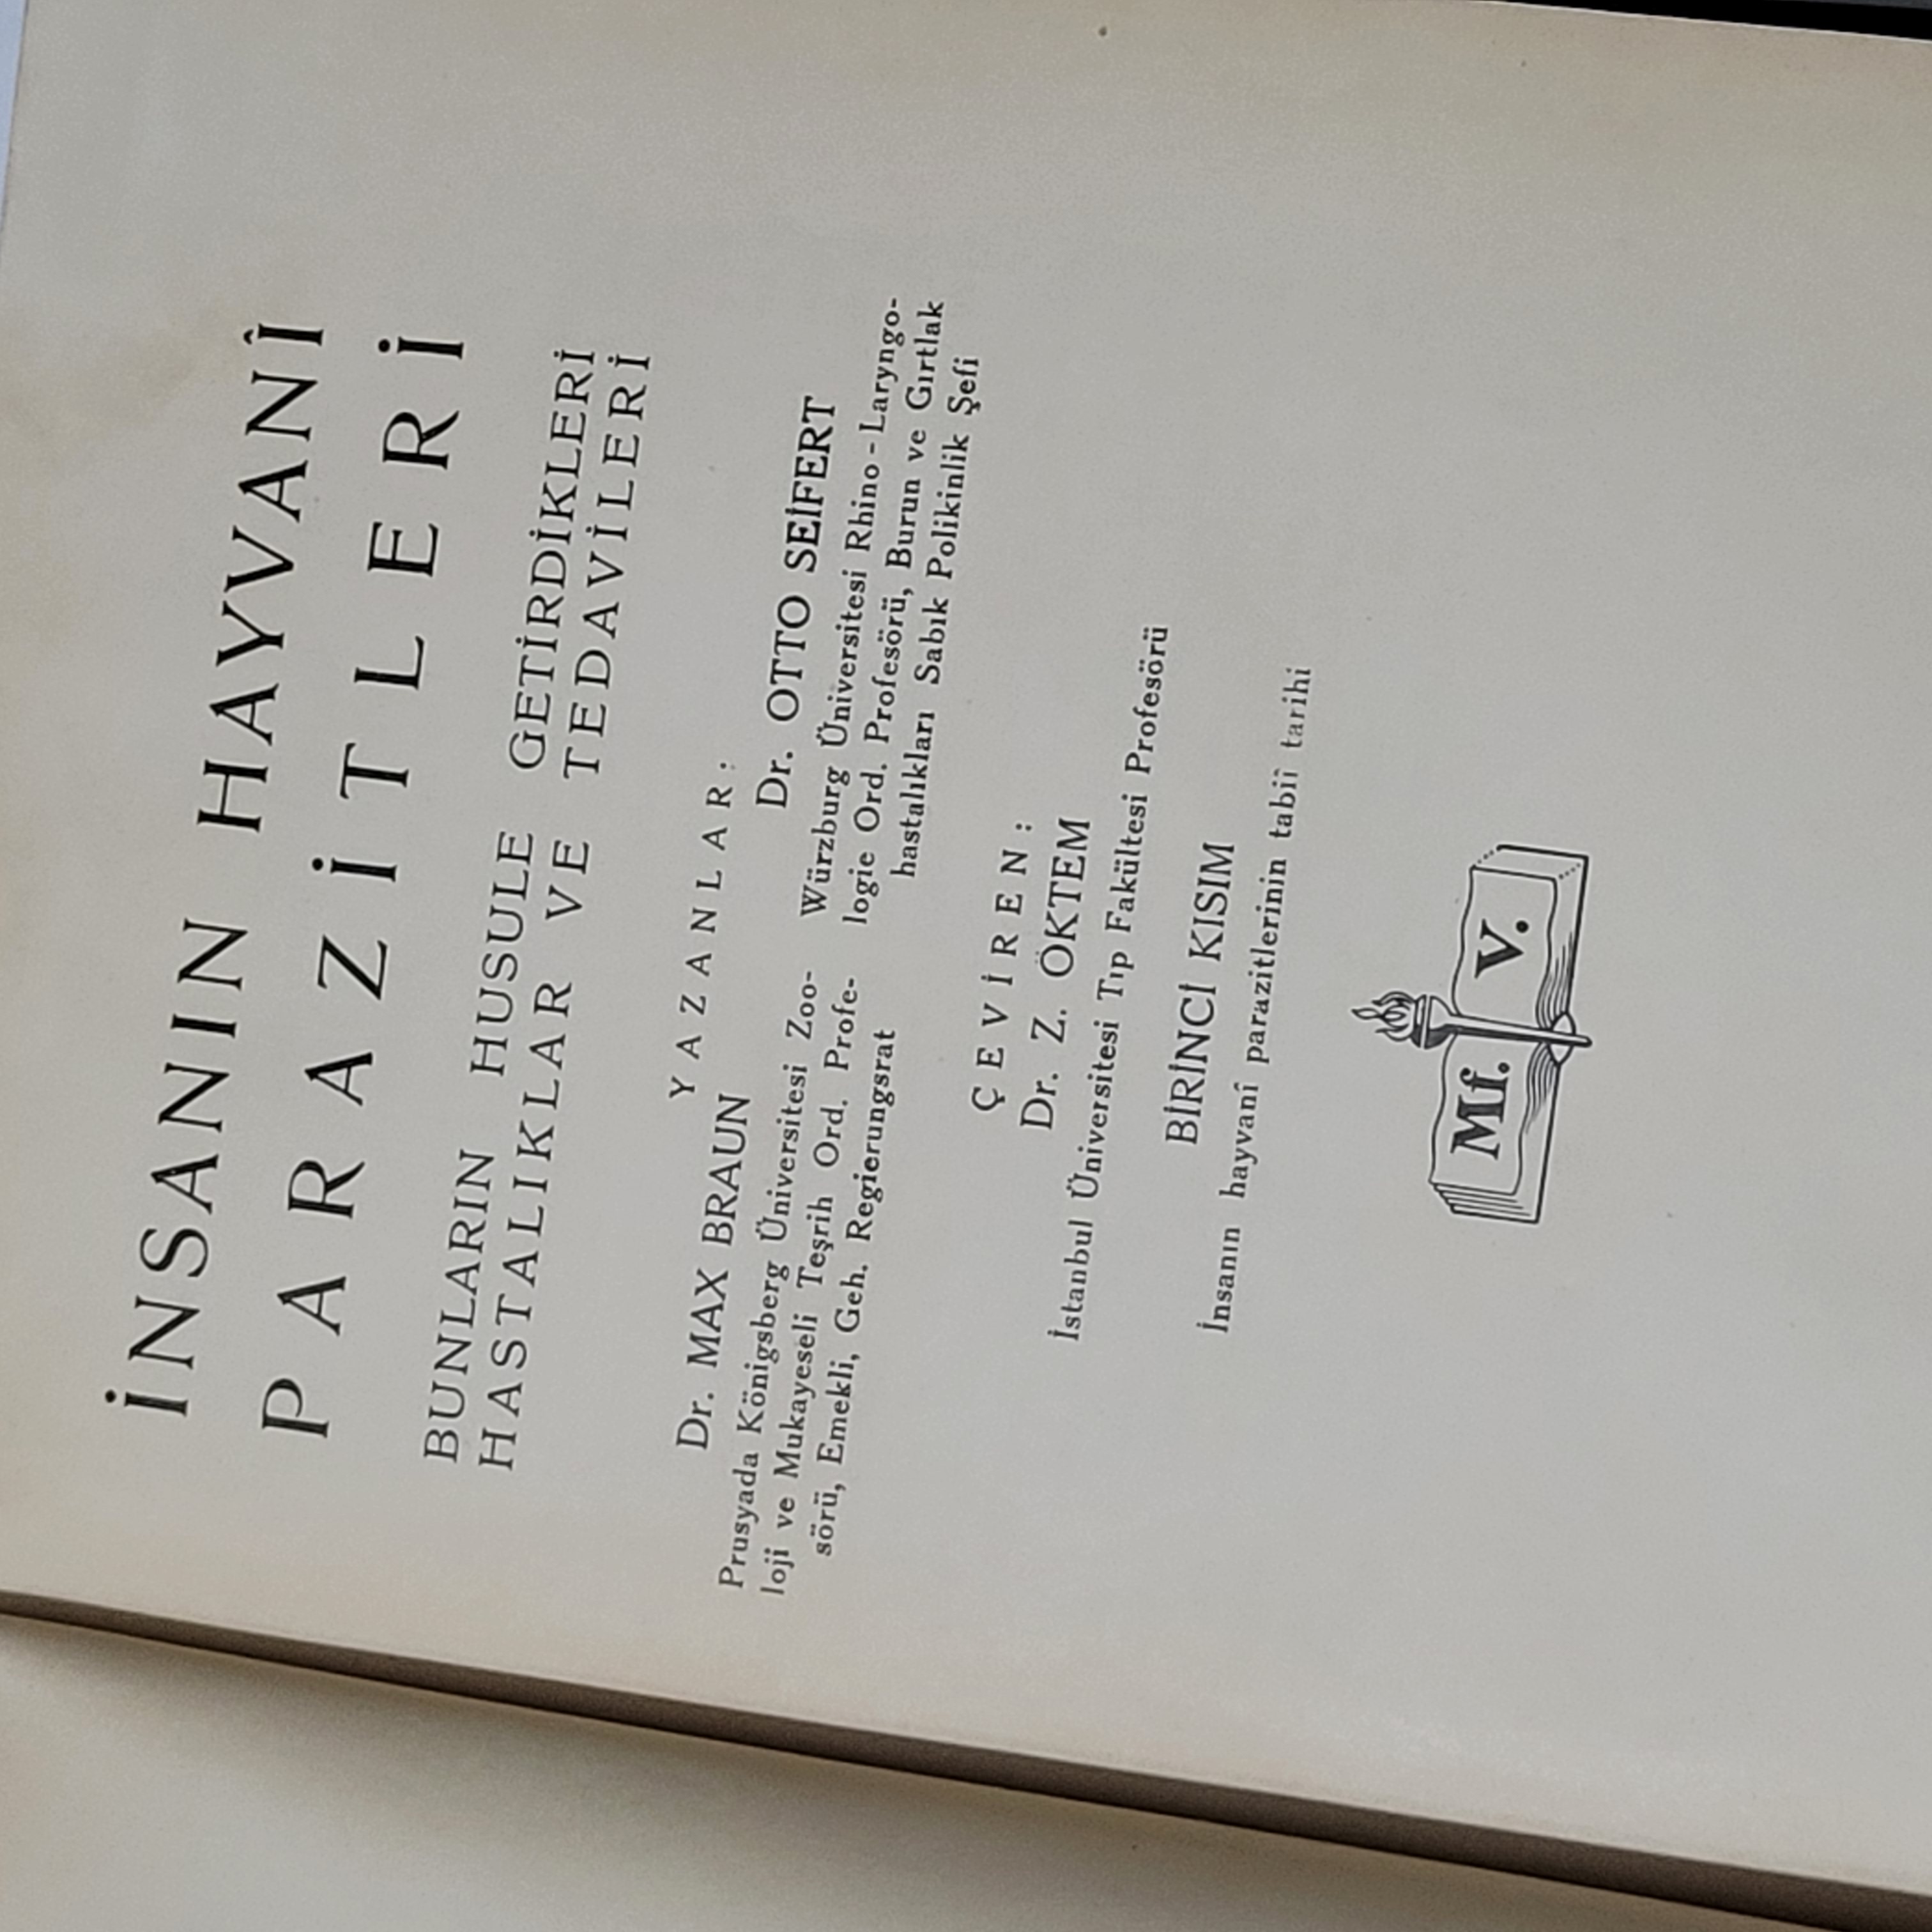 İNSANIN HAYVANÎ
PARAZİTLERİ
BUNLARIN HUSULE GETİRDİKLERİ
HASTALIKLAR VE TEDAVİLERİ
YAZANLAR:
Dr. MAX BRAUN
Prusyada Königsberg Üniversitesi Zoo-
loji ve Mukayeseli Teşrih Ord. Profe-
sörü, Emekli, Geh. Regierungsrat
Dr. OTTO SEİFERT
Würzburg Üniversitesi Rhino-Laryngo-
logie Ord. Profesörü, Burun ve Gırtlak
hastalıkları Sabık Polikinlik Şefi
ÇEVİREN:
Dr. Z. ÖKTEM
İstanbul Üniversitesi Tıp Fakültesi Profesörü
BİRİNCİ KISIM
İnsanın hayvanî parazitlerinin tabiî tarihi
Mf. V.